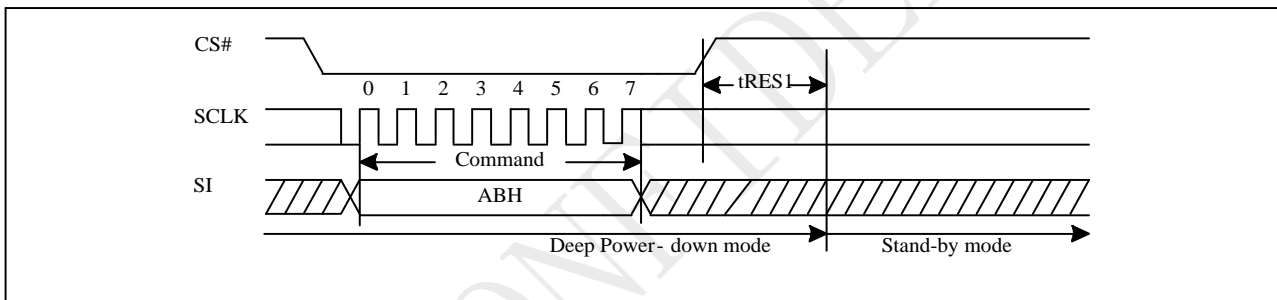 CS#
tRES1
0 1 2 3 4 5 6 7
SCLK
Command
SI
ABH
Deep Power- down mode Stand-by mode